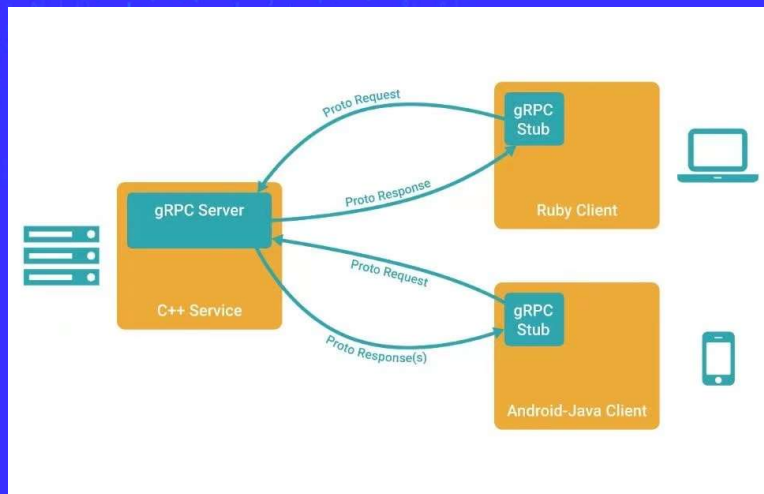 Proto Request
gRPC
Stub
Proto Response
Ruby Client
gRPC Server
C++ Service
Proto Request
gRPC
Stub
Proto Response(s)
Android-Java Client